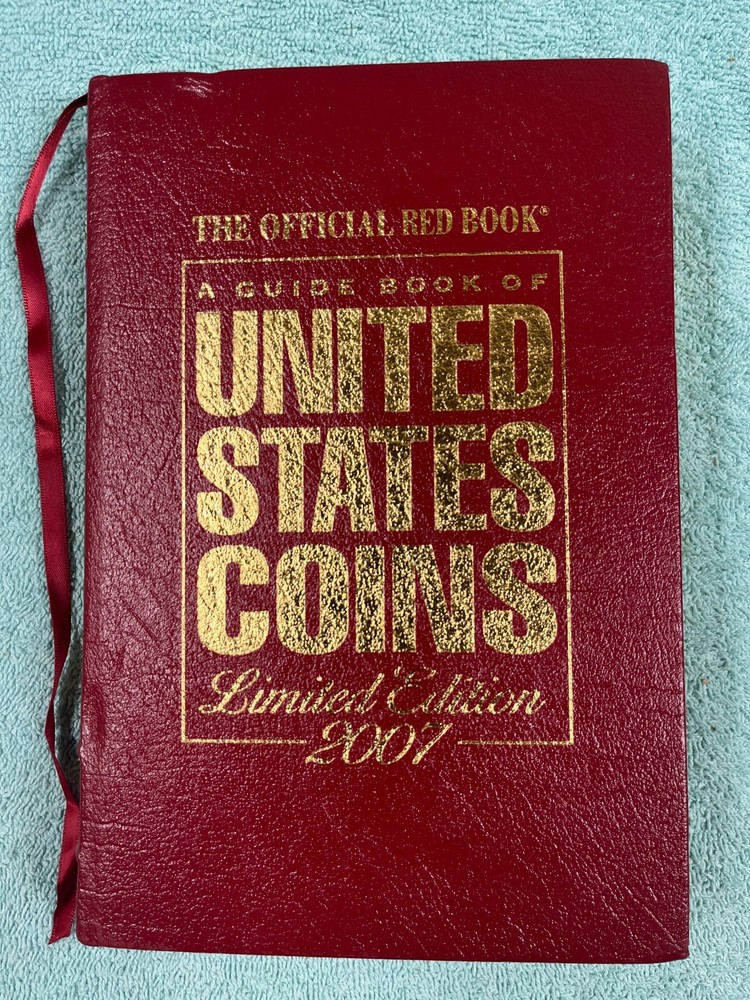 THE OFFICIAL RED BOOK®
A GUIDE BOOK OF
UNITED
STATES
COINS
Limited Edition
2007